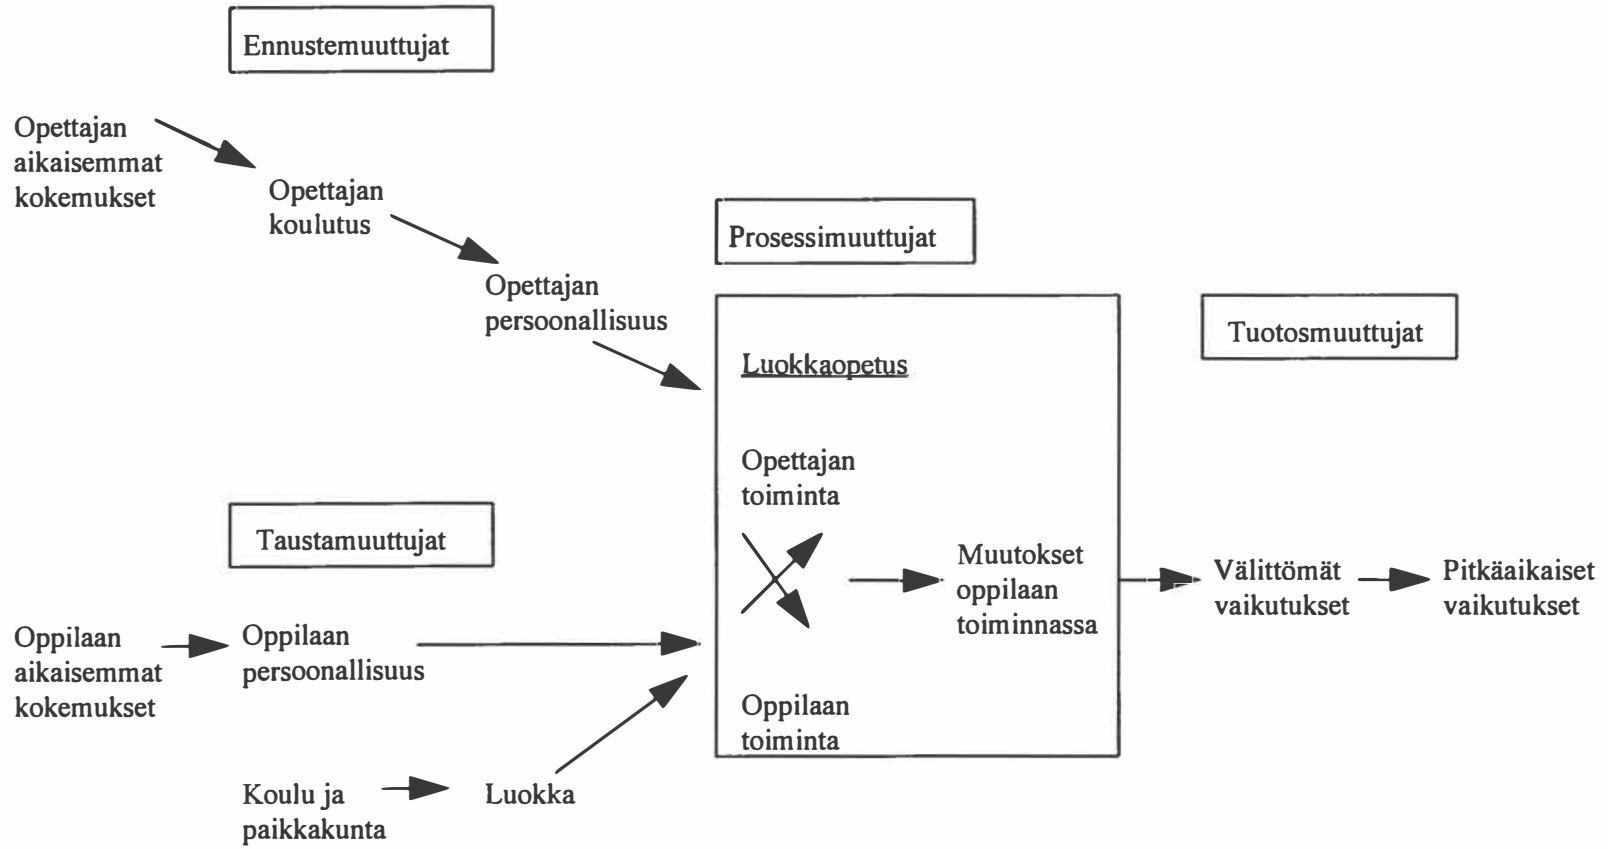 Ennustemuuttujat
Opettajan
aikaisemmat
kokemukset
Opettajan
koulutus
Opettajan
persoonallisuus
Prosessimuuttujat
Luokkaopetus
Opettajan
toiminta
Muutokset
oppilaan
toiminnassa
Oppilaan
toiminta
Tuotosmuuttujat
Välittömät
vaikutukset
Pitkäaikaiset
vaikutukset
Taustamuuttujat
Oppilaan
aikaisemmat
kokemukset
Oppilaan
persoonallisuus
Koulu ja
paikkakunta
Luokka